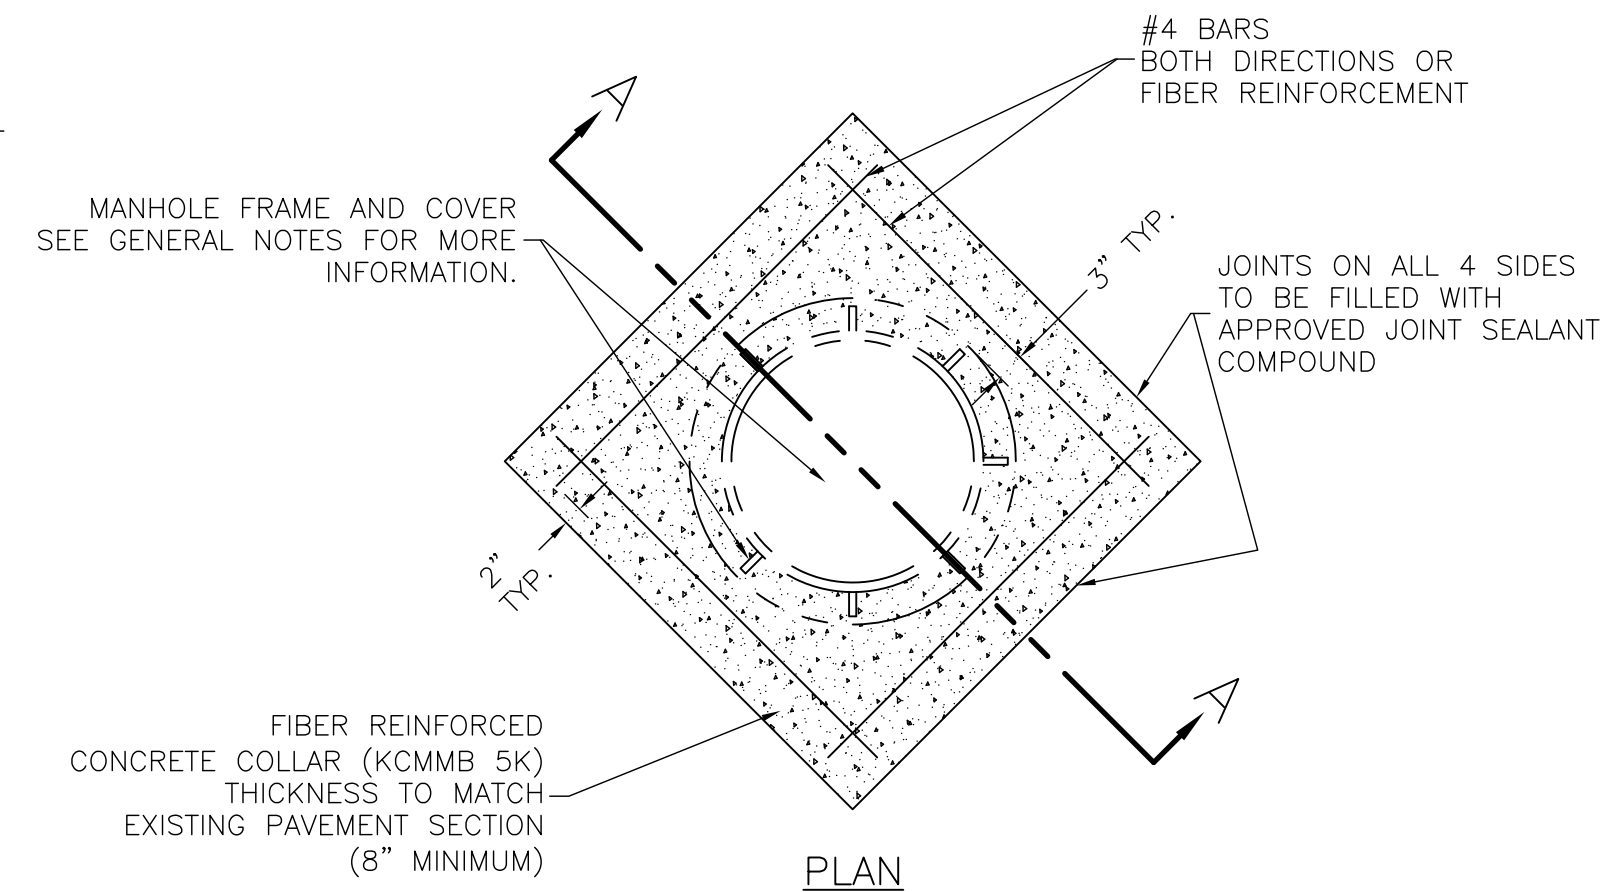 #4 BARS
BOTH DIRECTIONS OR
FIBER REINFORCEMENT
A
MANHOLE FRAME AND COVER
SEE GENERAL NOTES FOR MORE
INFORMATION.
3" TYP.
JOINTS ON ALL 4 SIDES
TO BE FILLED WITH
APPROVED JOINT SEALANT
COMPOUND
2"
TYP.
A
FIBER REINFORCED
CONCRETE COLLAR (KCMMB 5K)
THICKNESS TO MATCH
EXISTING PAVEMENT SECTION
(8" MINIMUM)
PLAN